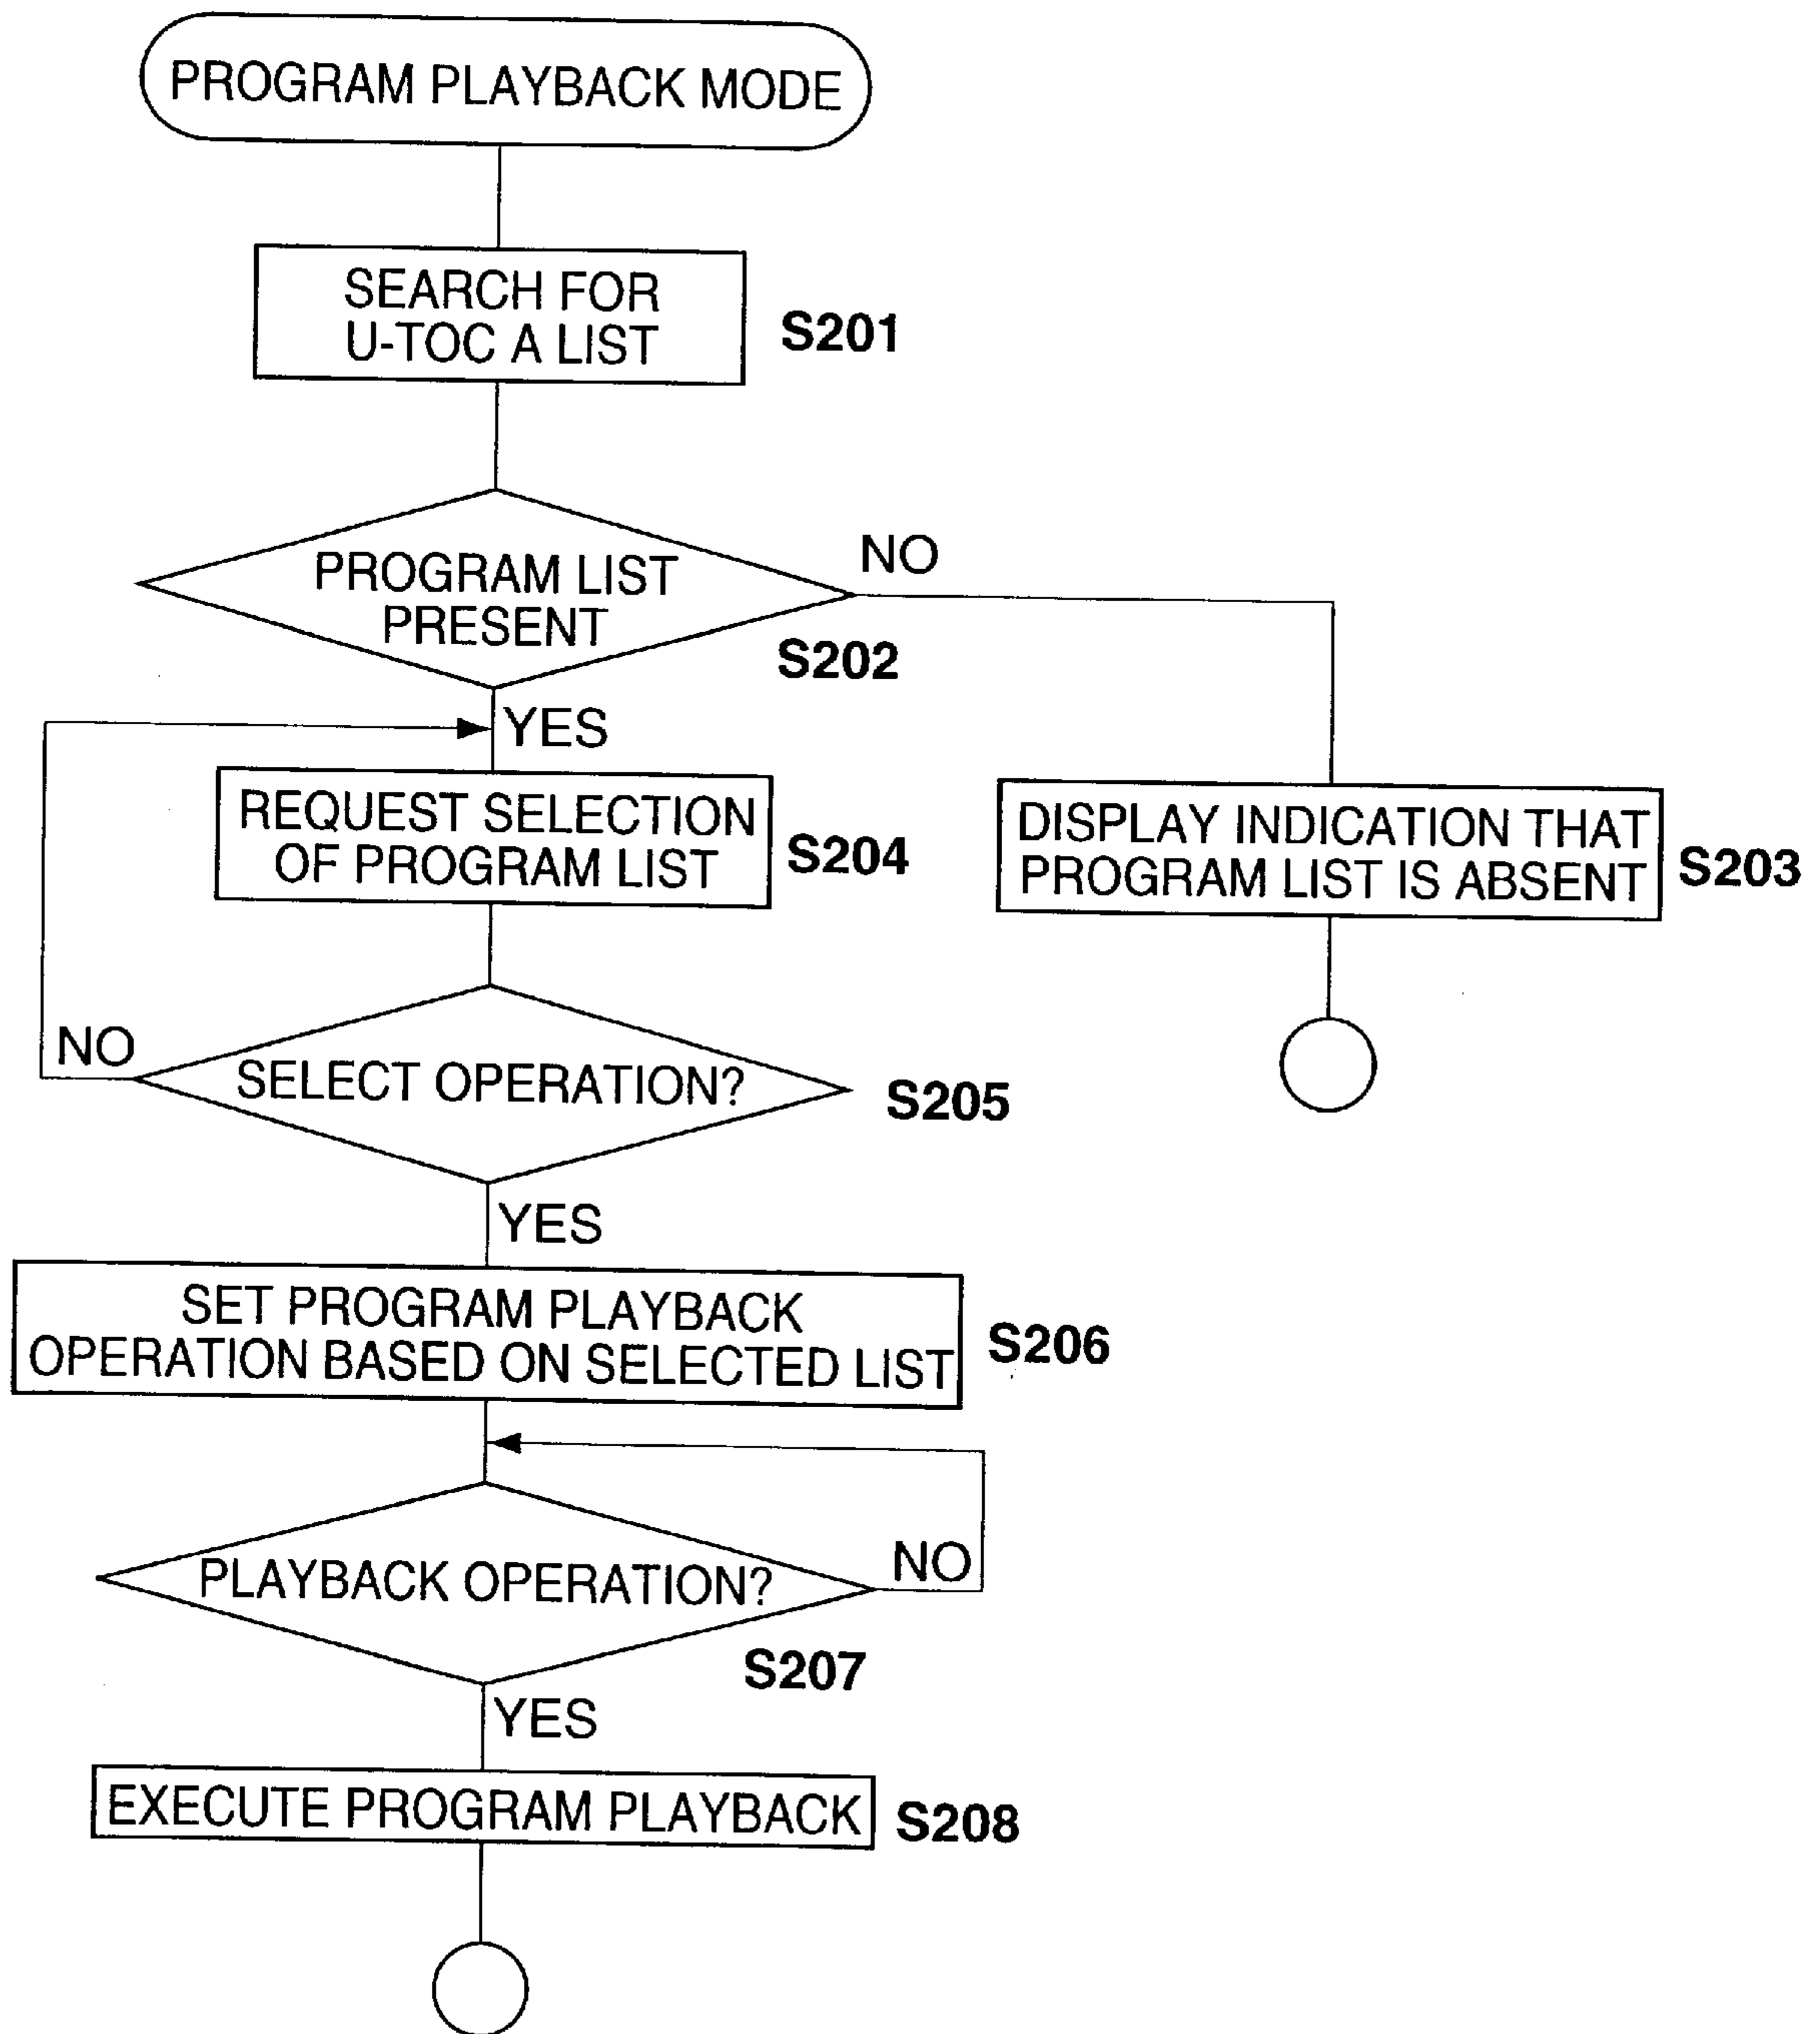 PROGRAM PLAYBACK MODE
SEARCH FOR
U-TOC A LIST
S201
PROGRAM LIST
PRESENT
NO
S202
YES
REQUEST SELECTION
OF PROGRAM LIST
S204
DISPLAY INDICATION THAT
PROGRAM LIST IS ABSENT
S203
NO
SELECT OPERATION?
S205
YES
SET PROGRAM PLAYBACK
OPERATION BASED ON SELECTED LIST
S206
PLAYBACK OPERATION?
NO
S207
YES
EXECUTE PROGRAM PLAYBACK
S208